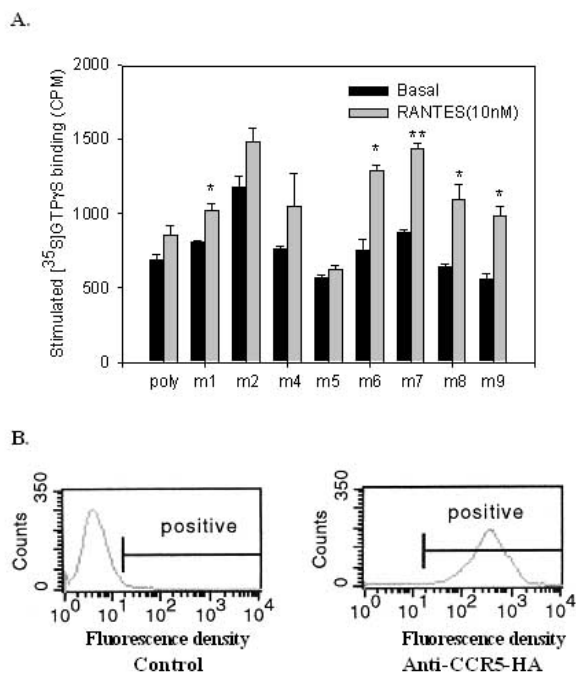 A.
Stimulated [³⁵S]GTPγS binding (CPM)
2000
1500
1000
500
0
Basal
RANTES(10nM)
*
*
**
*
*
poly m1 m2 m4 m5 m6 m7 m8 m9
B.
350
Counts
0
positive
10⁰ 10¹ 10² 10³ 10⁴
Fluorescence density
Control
350
Counts
0
positive
10⁰ 10¹ 10² 10³ 10⁴
Fluorescence density
Anti-CCR5-HA